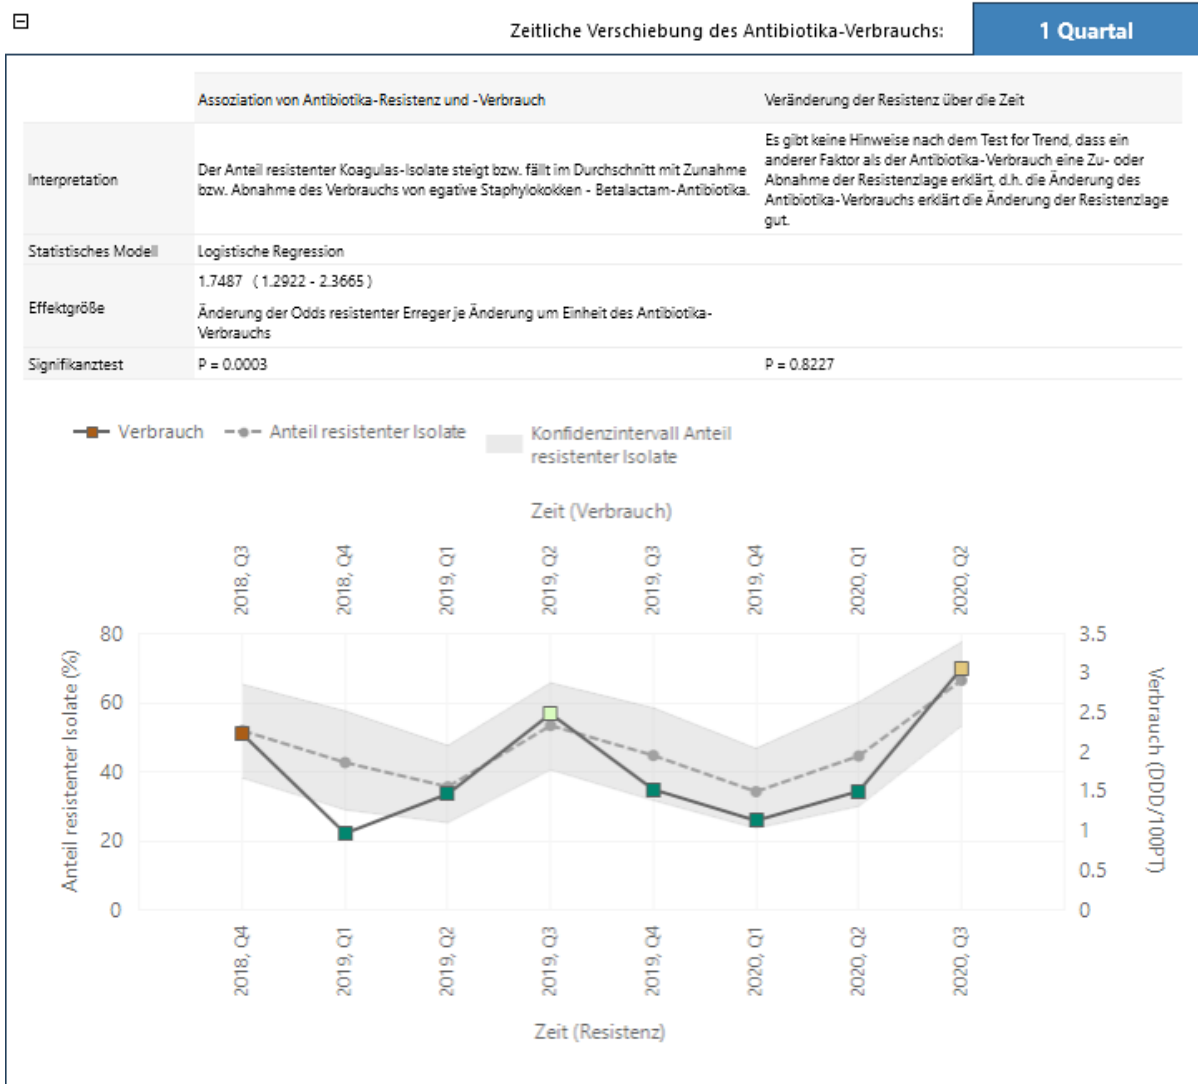 Zeitliche Verschiebung des Antibiotika-Verbrauchs:
1 Quartal
Assoziation von Antibiotika-Resistenz und -Verbrauch
Veränderung der Resistenz über die Zeit
Interpretation
Der Anteil resistenter Koagulas-Isolate steigt bzw. fällt im Durchschnitt mit Zunahme
bzw. Abnahme des Verbrauchs von egative Staphylokokken - Betalactam-Antibiotika.
Es gibt keine Hinweise nach dem Test for Trend, dass ein
anderer Faktor als der Antibiotika-Verbrauch eine Zu- oder
Abnahme der Resistenzlage erklärt, d.h. die Änderung des
Antibiotika-Verbrauchs erklärt die Änderung der Resistenzlage
gut.
Statistisches Modell
Logistische Regression
Effektgröße
1.7487 ( 1.2922 - 2.3665 )
Änderung der Odds resistenter Erreger je Änderung um Einheit des Antibiotika-
Verbrauchs
Signifikanztest
P = 0.0003
P = 0.8227
Verbrauch
Anteil resistenter Isolate
Konfidenzintervall Anteil
resistenter Isolate
Zeit (Verbrauch)
2018, Q3
2018, Q4
2019, Q1
2019, Q2
2019, Q3
2019, Q4
2020, Q1
2020, Q2
Anteil resistenter Isolate (%)
80
60
40
20
0
3.5
3
2.5
2
1.5
1
0.5
0
Verbrauch (DDD/100PT)
2018, Q4
2019, Q1
2019, Q2
2019, Q3
2019, Q4
2020, Q1
2020, Q2
2020, Q3
Zeit (Resistenz)